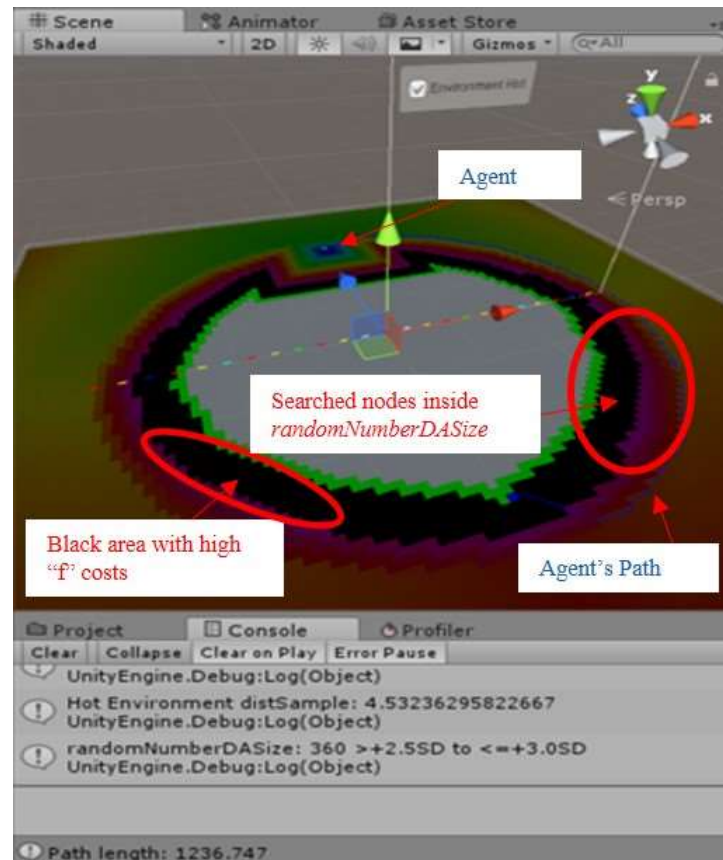 Scene Animator Asset Store
Shaded 2D Gizmos All
Environment Hot
y
z
x
Agent
Persp
Searched nodes inside
randomNumberDASize
Black area with high
“f” costs
Agent’s Path
Project Console Profiler
Clear Collapse Clear on Play Error Pause
UnityEngine.Debug:Log(Object)
Hot Environment distSample: 4.53236295822667
UnityEngine.Debug:Log(Object)
randomNumberDASize: 360 >+2.5SD to <=+3.0SD
UnityEngine.Debug:Log(Object)
Path length: 1236.747